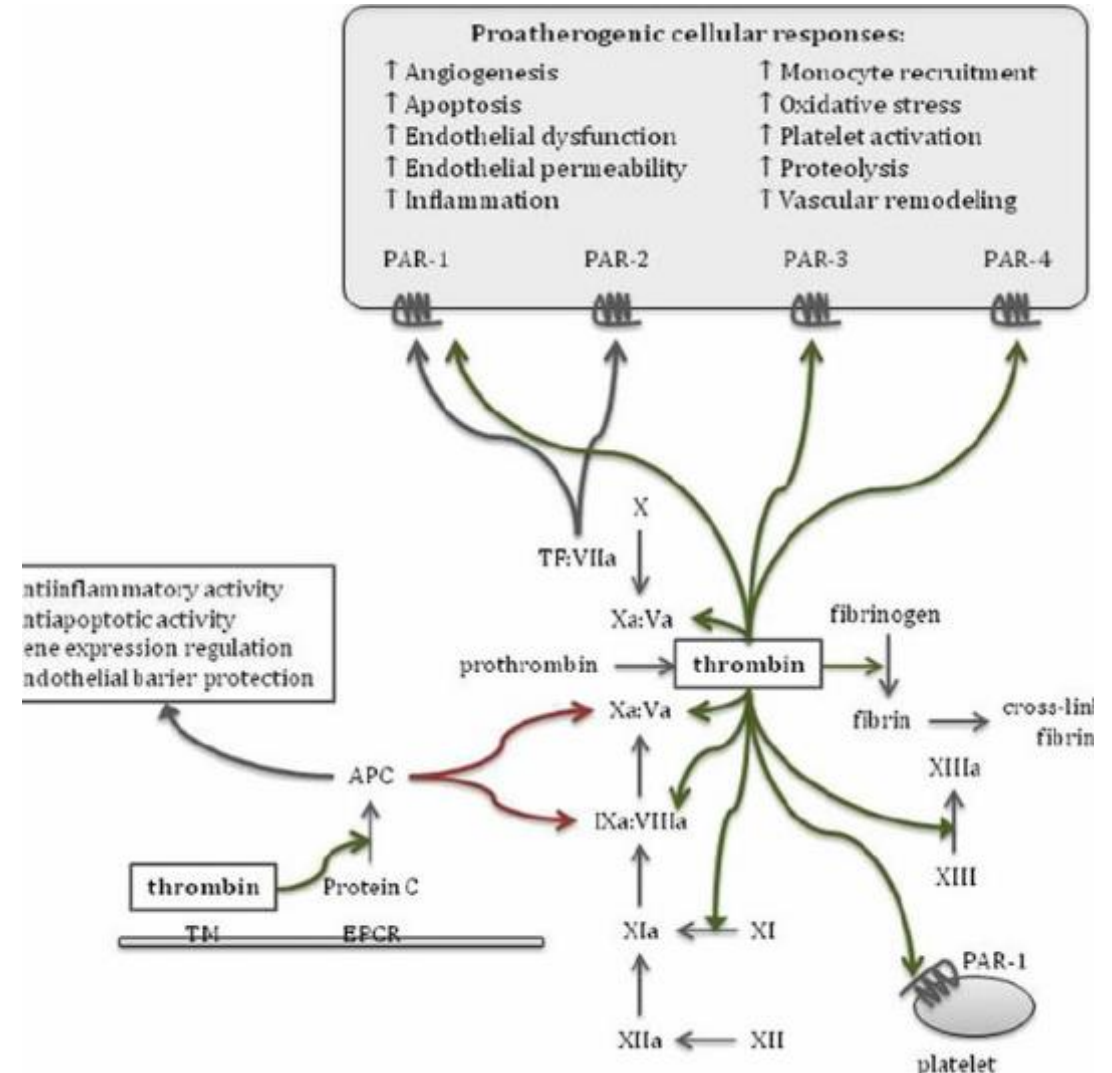 Proatherogenic cellular responses:
↑ Angiogenesis
↑ Apoptosis
↑ Endothelial dysfunction
↑ Endothelial permeability
↑ Inflammation
↑ Monocyte recruitment
↑ Oxidative stress
↑ Platelet activation
↑ Proteolysis
↑ Vascular remodeling
PAR-1 PAR-2 PAR-3 PAR-4
X
TF:VIIa
ntiinflammatory activity
ntiapoptotic activity
ene expression regulation
ndothelial barier protection
Xa:Va
fibrinogen
prothrombin
thrombin
Xa:Va
fibrin
cross-lin
fibrin
XIIIa
APC
IXa:VIIIa
XIII
thrombin
Protein C
TM
EPCR
XIa
XI
PAR-1
XIIa
XII
platelet